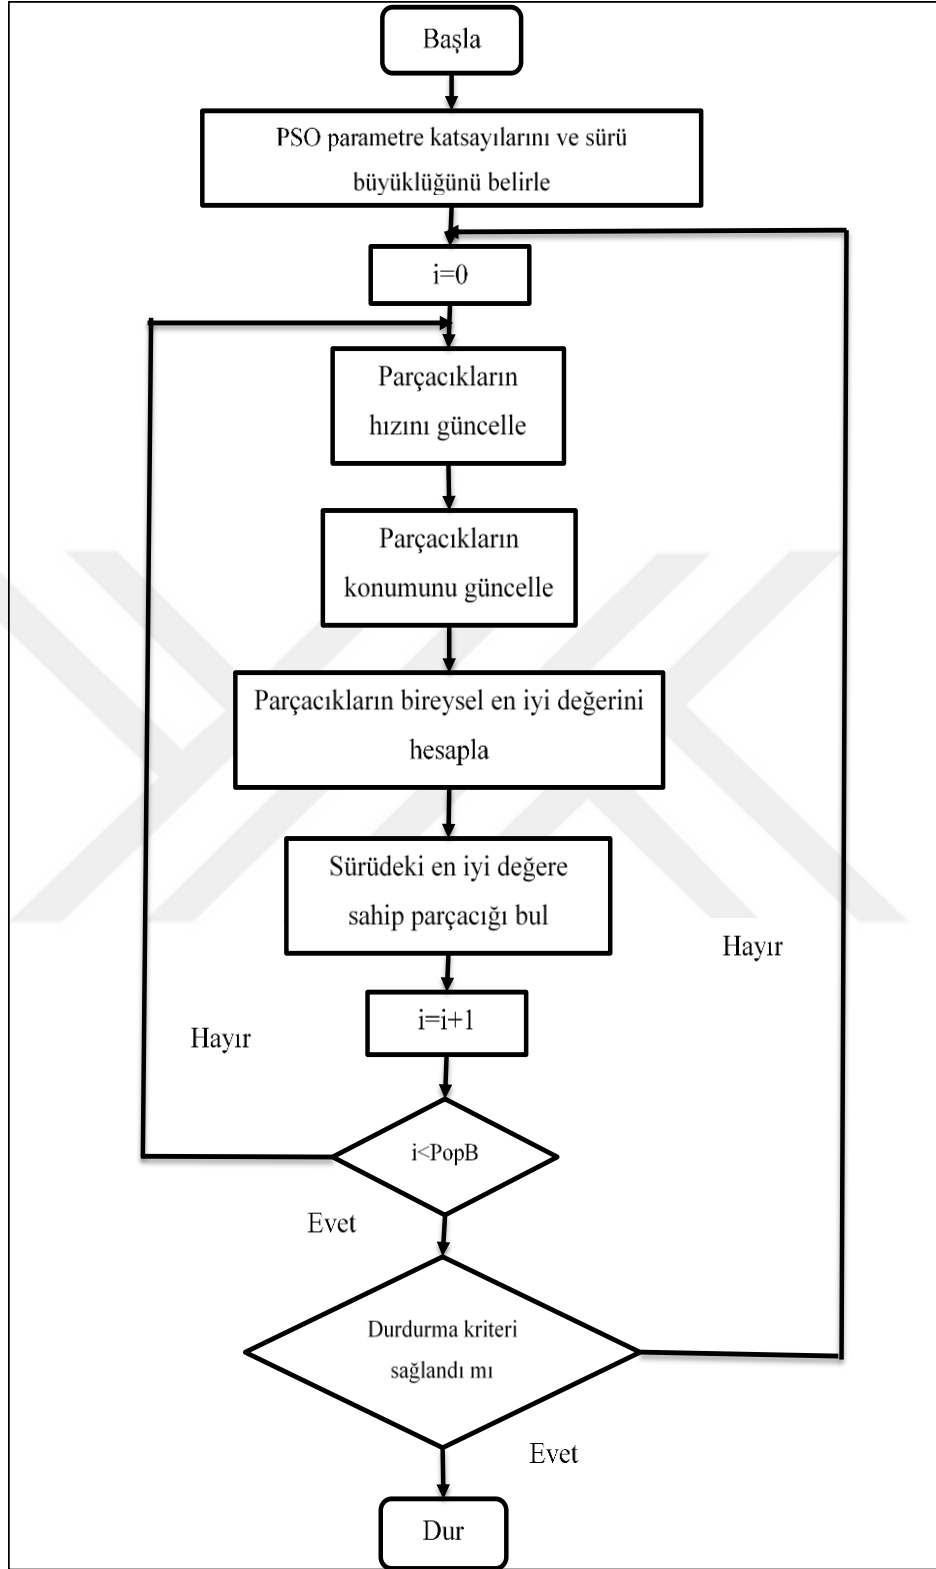 Başla
PSO parametre katsayılarını ve sürü
büyüklüğünü belirle
i=0
Parçacıkların
hızını güncelle
Parçacıkların
konumunu güncelle
Parçacıkların bireysel en iyi değerini
hesapla
Sürüdeki en iyi değere
sahip parçacığı bul
Hayır
i=i+1
Hayır
i<PopB
Evet
Durdurma kriteri
sağlandı mı
Evet
Dur